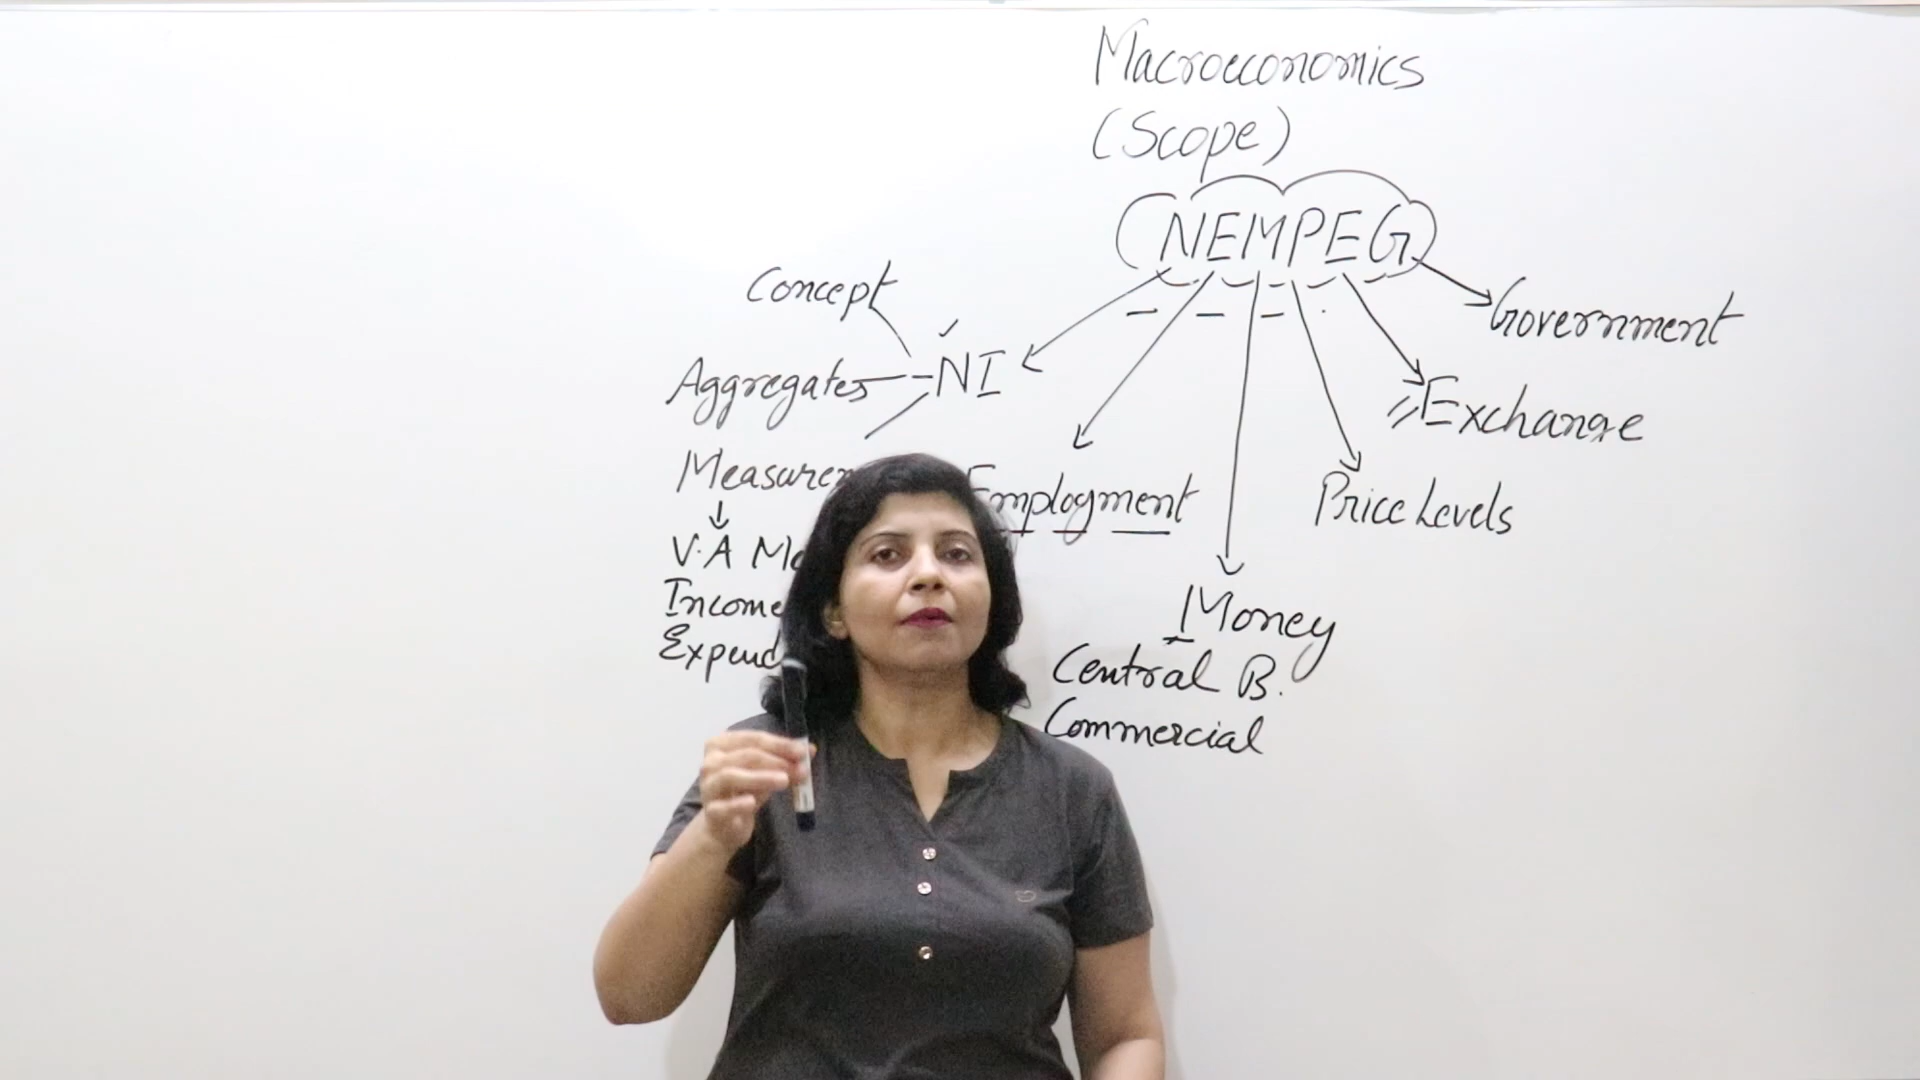 Macroeconomics
(Scope)
NEMPEG
Government
Exchange
Price Levels
Money
Central B.
Commercial
Employment
NI
Concept
Aggregates
V.A
Income